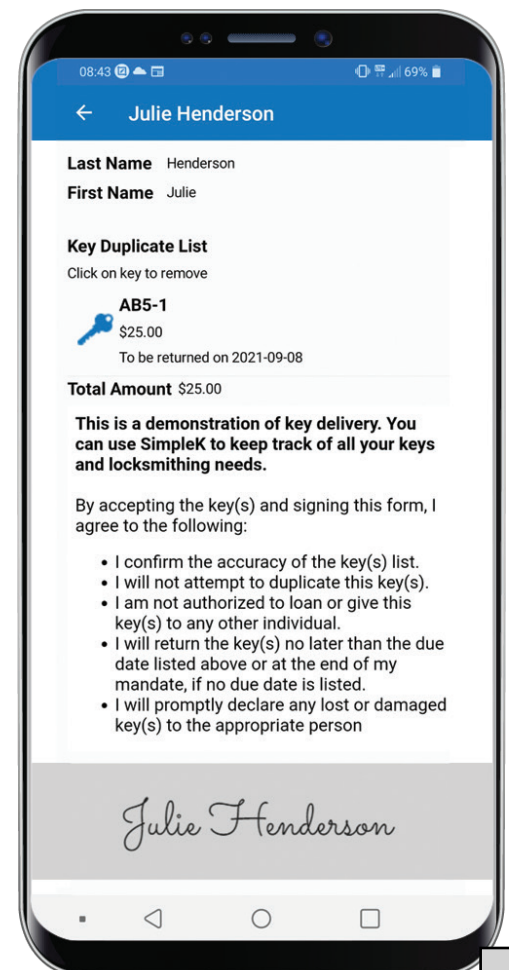 08:43 69%
Julie Henderson
Last Name Henderson
First Name Julie
Key Duplicate List
Click on key to remove
AB5-1
$25.00
To be returned on 2021-09-08
Total Amount $25.00
This is a demonstration of key delivery. You
can use SimpleK to keep track of all your keys
and locksmithing needs.
By accepting the key(s) and signing this form, I
agree to the following:
• I confirm the accuracy of the key(s) list.
• I will not attempt to duplicate this key(s).
• I am not authorized to loan or give this
key(s) to any other individual.
• I will return the key(s) no later than the due
date listed above or at the end of my
mandate, if no due date is listed.
• I will promptly declare any lost or damaged
key(s) to the appropriate person
Julie Henderson